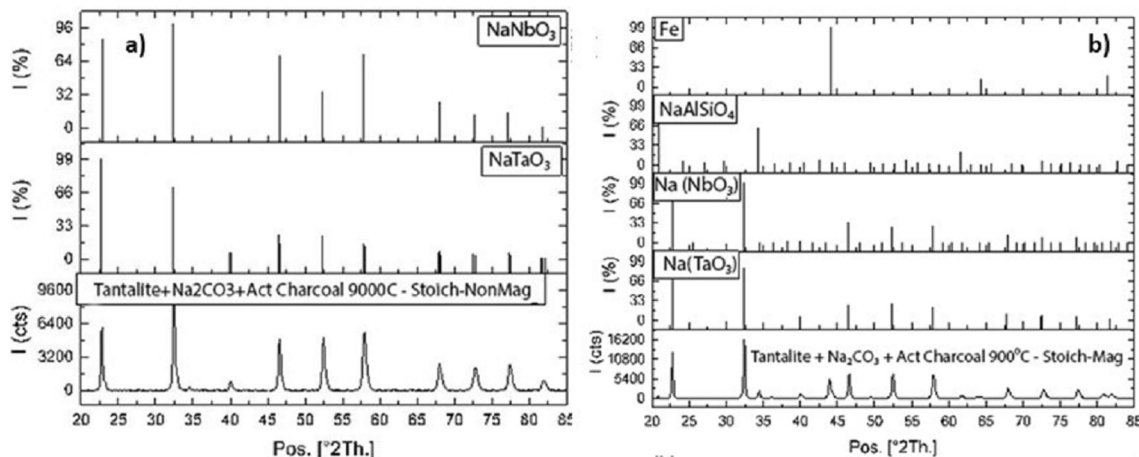 a)
NaNbO3
I (%)
96
64
32
0
NaTaO3
I (%)
99
66
33
0
Tantalite+Na2CO3+Act Charcoal 9000C - Stoich-NonMag
I (cts)
9600
6400
3200
0
20 25 30 35 40 45 50 55 60 65 70 75 80 85
Pos. [°2Th.]
b)
Fe
I (%)
99
66
33
0
NaAlSiO4
I (%)
99
66
33
0
Na (NbO3)
I (%)
99
66
33
0
Na(TaO3)
I (%)
99
66
33
0
Tantalite + Na2CO3 + Act Charcoal 900⁰C - Stoich-Mag
I (cts)
16200
10800
5400
0
20 25 30 35 40 45 50 55 60 65 70 75 80 85
Pos. [°2Th.]